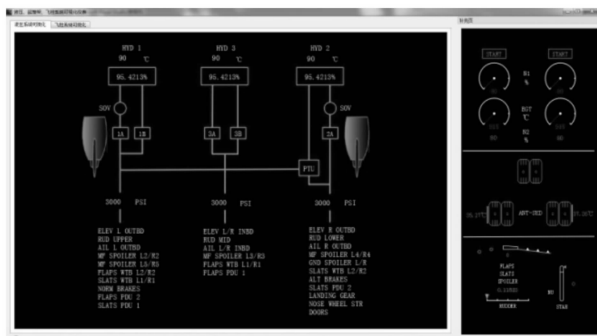 HYD 1
HYD 3
HYD 2
90 ℃
90 ℃
90 ℃
95.4213%
95.4213%
95.4213%
SOV
SOV
1A
1B
3A
3B
2A
PTU
3000 PSI
3000 PSI
3000 PSI
ELEV L OUTBD
RUD UPPER
AIL L OUTBD
MF SPOILER L2/R2
MF SPOILER L5/R5
FLAPS WTB L2/R2
SLATS WTB L1/R1
NORM BRAKES
FLAPS PDU 2
SLATS PDU 1
ELEV L/R INBD
RUD MID
AIL L/R INBD
MF SPOILER L3/R3
FLAPS WTB L1/R1
FLAPS PDU 1
ELEV R OUTBD
RUD LOWER
AIL R OUTBD
MF SPOILER L4/R4
GND SPOILER L/R
SLATS WTB L2/R2
ALT BRAKES
SLATS PDU 2
LANDING GEAR
NOSE WHEEL STR
DOORS
START
START
N1
%
EGT
℃
N2
%
ANT-SKD
FLAPS
SLATS
SPOILER
RUDDER
STAB